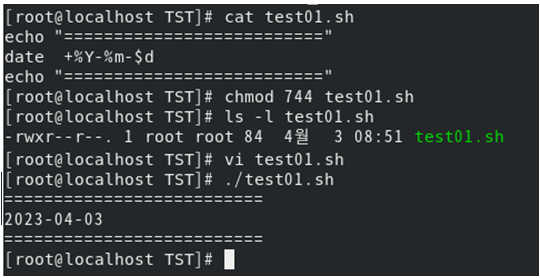 [root@localhost TST]# cat test01.sh
echo "=========================="
date  +%Y-%m-$d
echo "=========================="
[root@localhost TST]# chmod 744 test01.sh
[root@localhost TST]# ls -l test01.sh
-rwxr--r--. 1 root root 84  4월  3 08:51 test01.sh
[root@localhost TST]# vi test01.sh
[root@localhost TST]# ./test01.sh
==========================
2023-04-03
==========================
[root@localhost TST]#